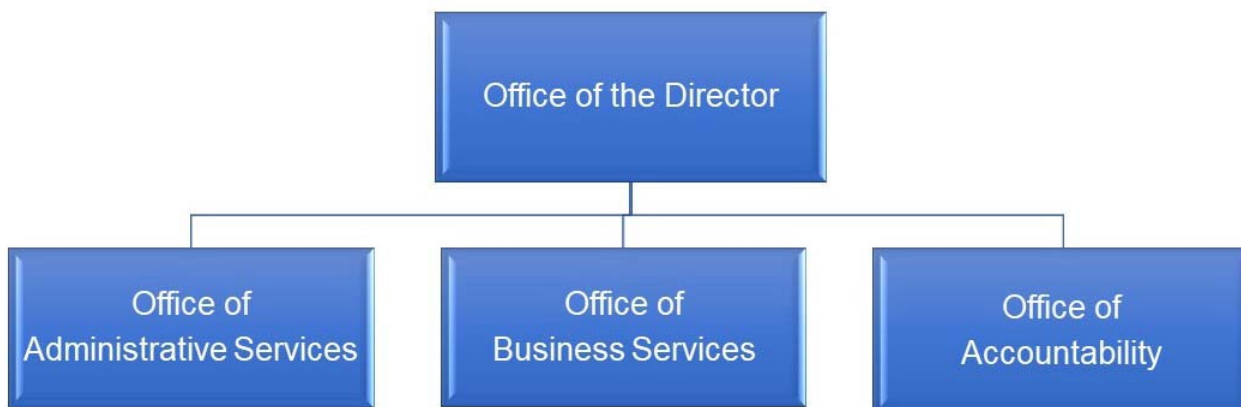 Office of the Director
Office of
Administrative Services
Office of
Business Services
Office of
Accountability